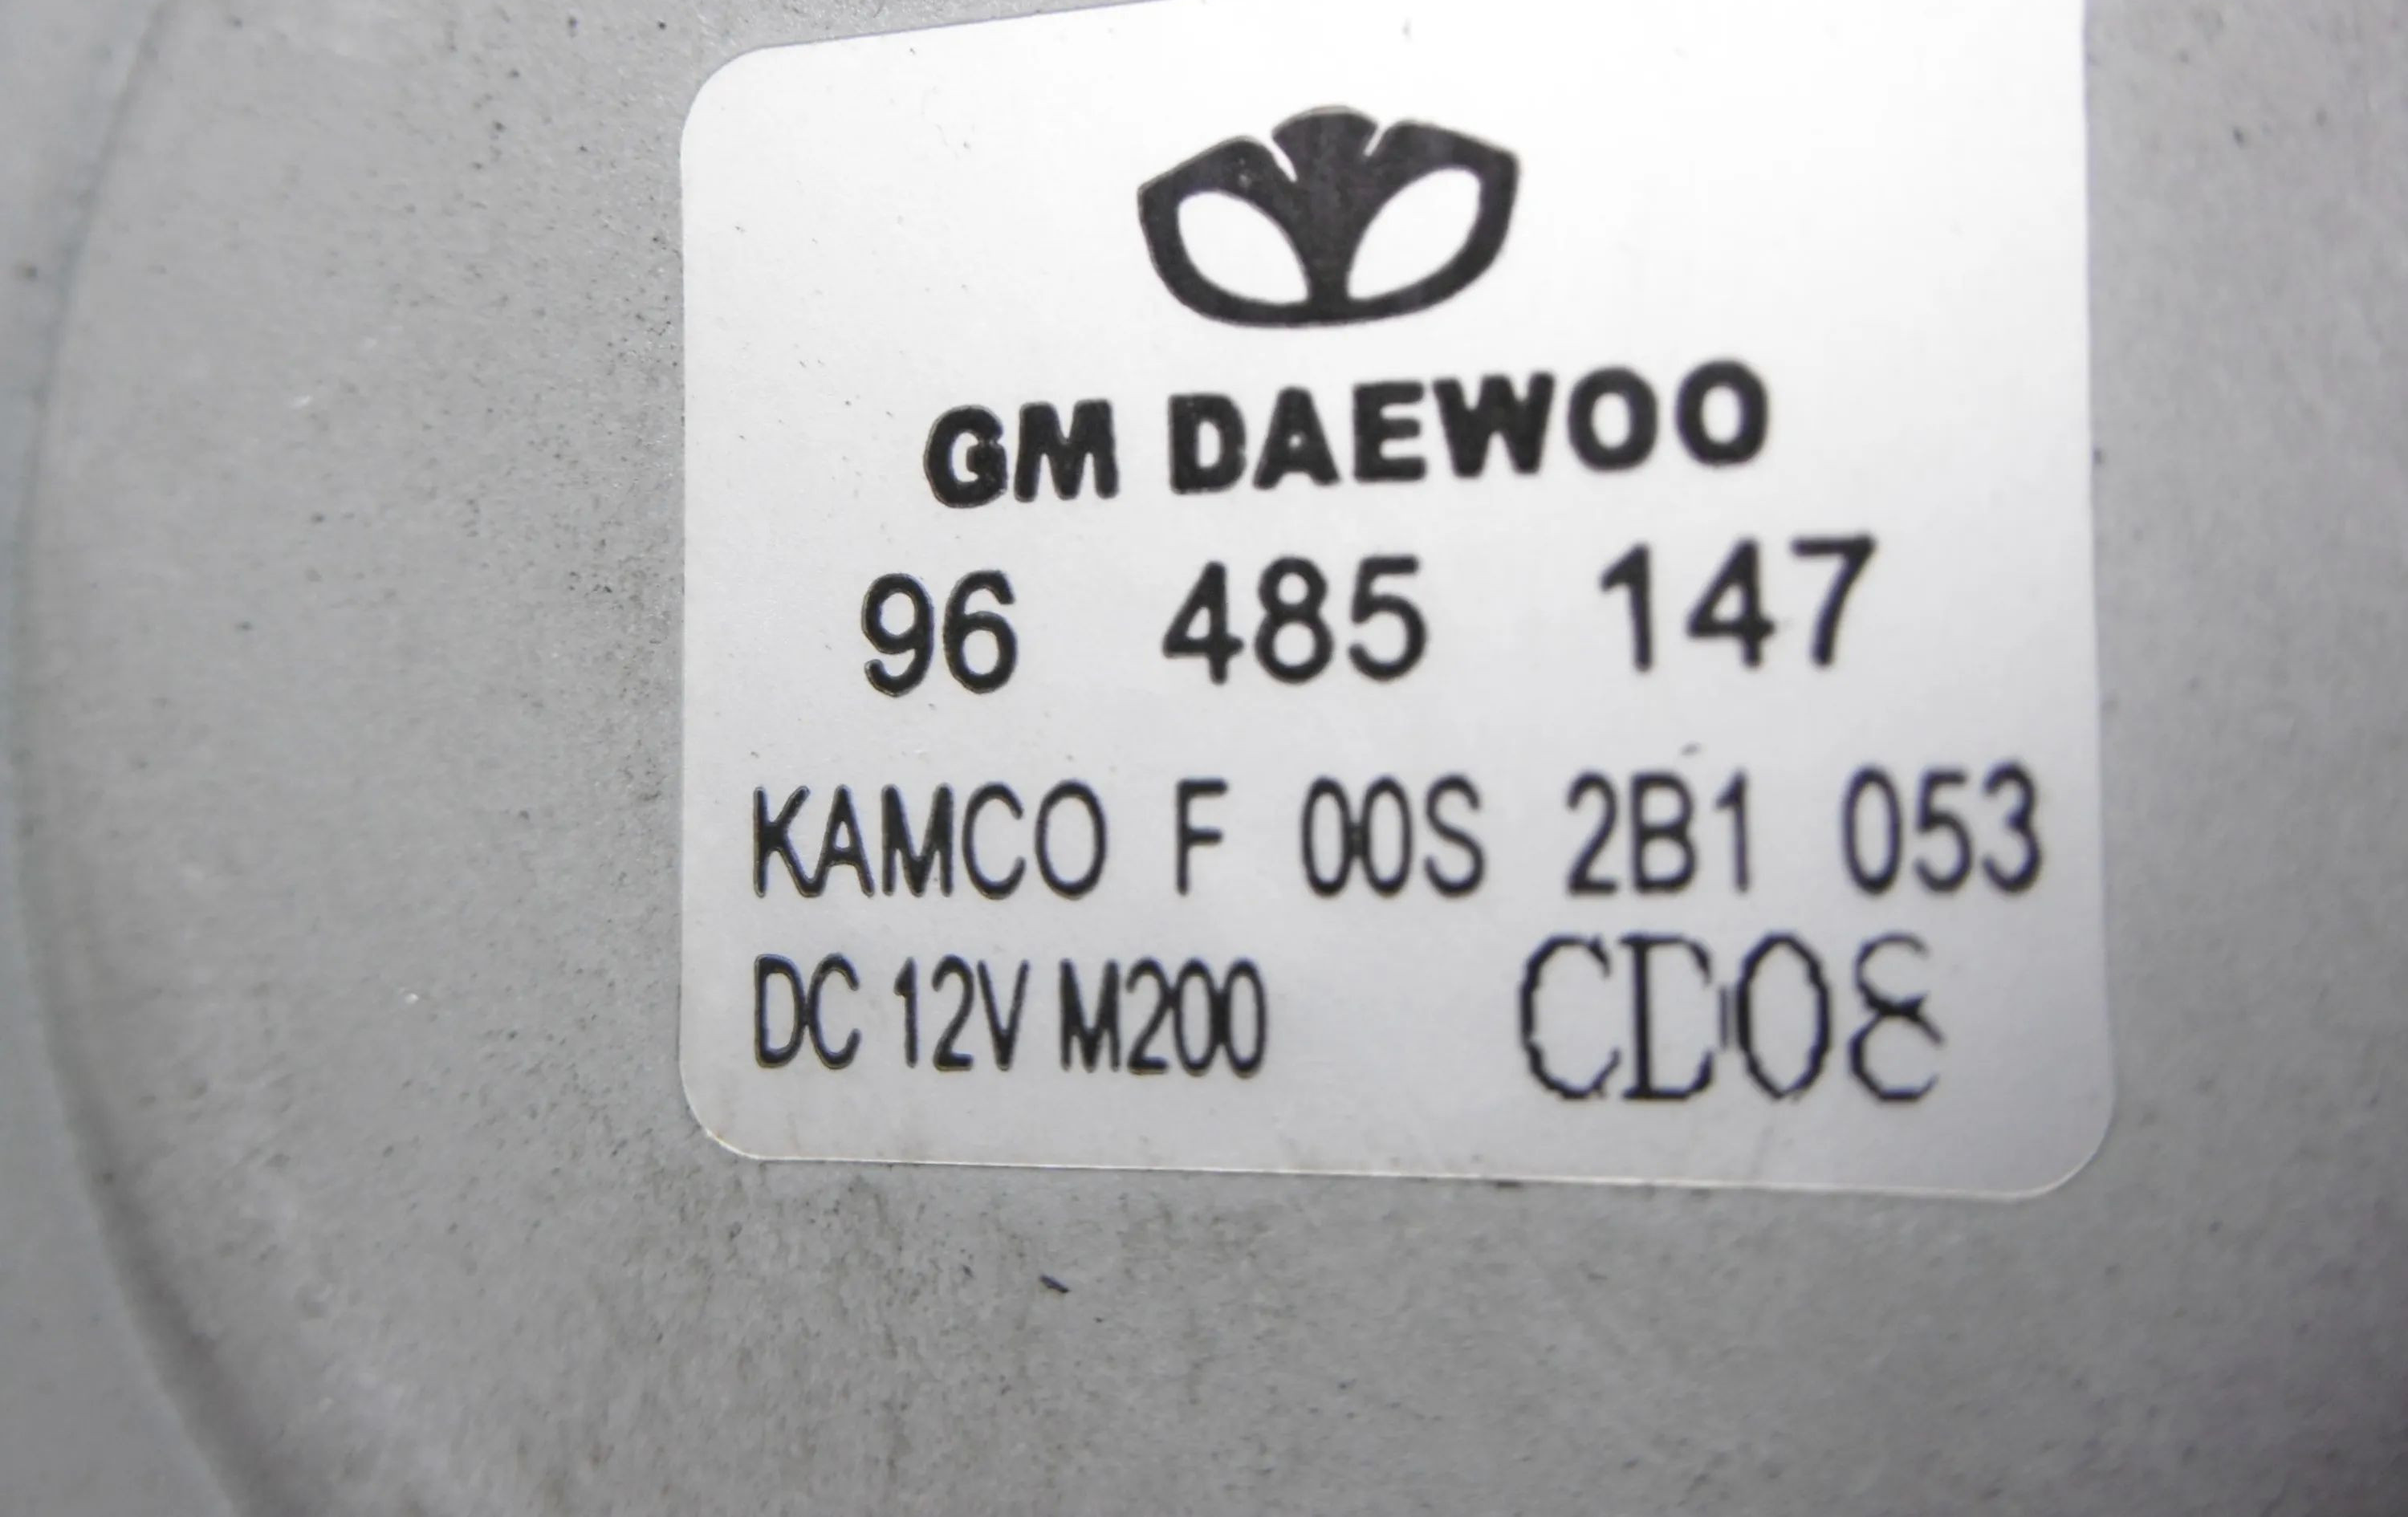 GM DAEWOO
96 485 147
KAMCO F 00S 2B1 053
DC 12V M200 CD08